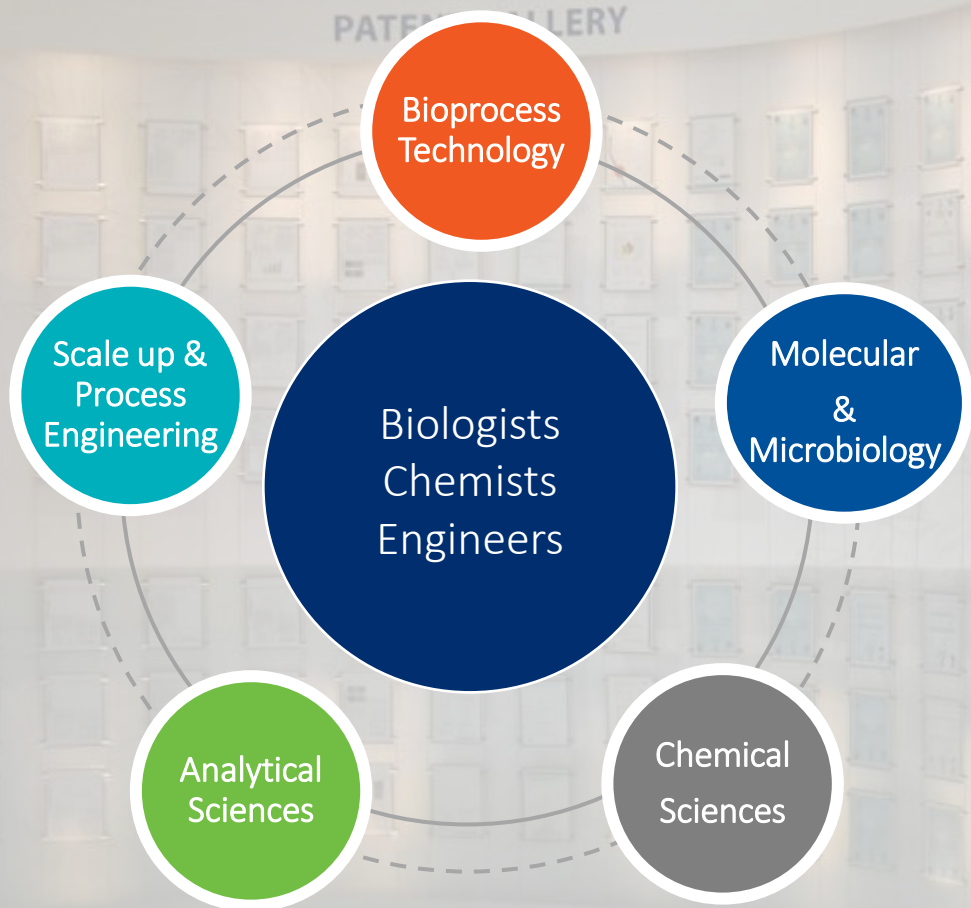 Bioprocess
Technology
Scale up &
Process
Engineering
Molecular
&
Microbiology
Biologists
Chemists
Engineers
Analytical
Sciences
Chemical
Sciences